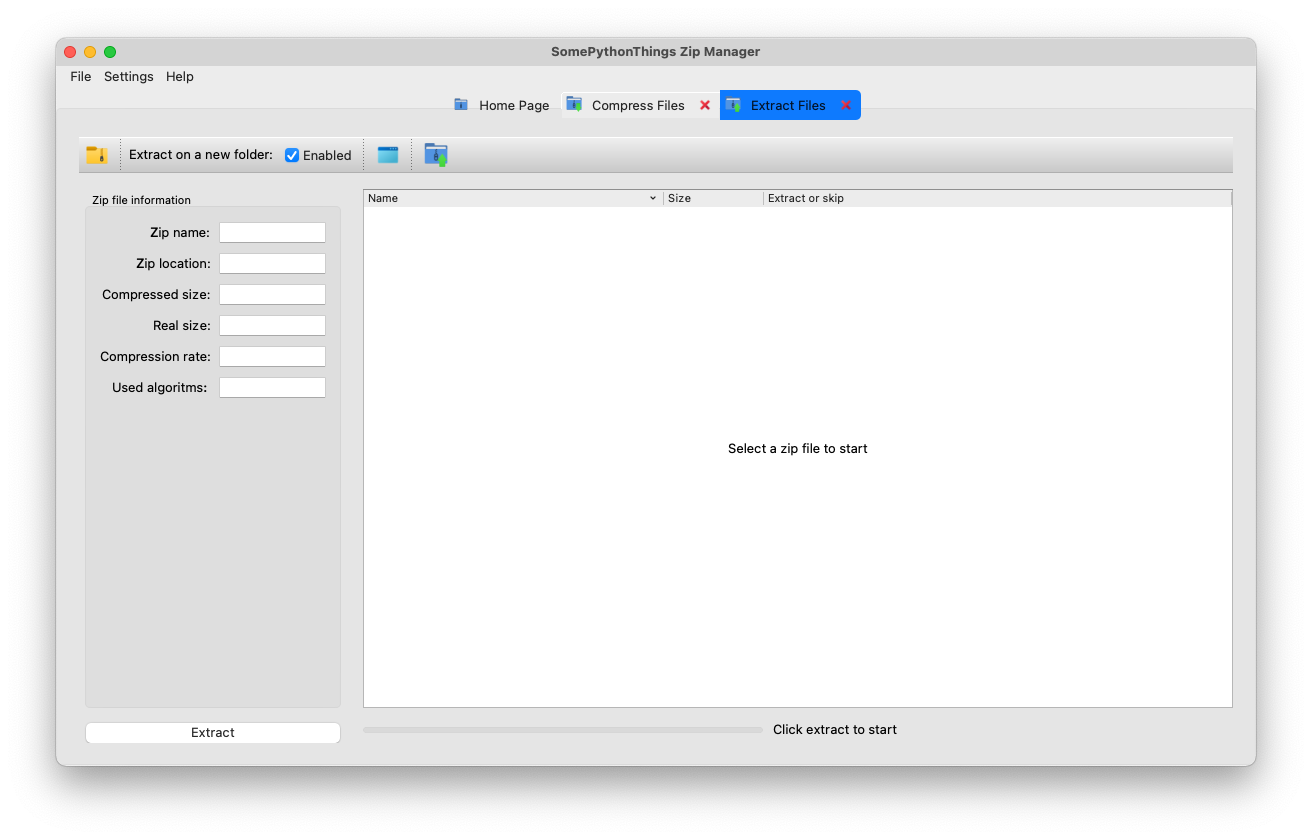 SomePythonThings Zip Manager
File Settings Help
Home Page Compress Files Extract Files
Extract on a new folder: Enabled
Zip file information
Name Size Extract or skip
Zip name:
Zip location:
Compressed size:
Real size:
Compression rate:
Used algoritms:
Select a zip file to start
Extract
Click extract to start